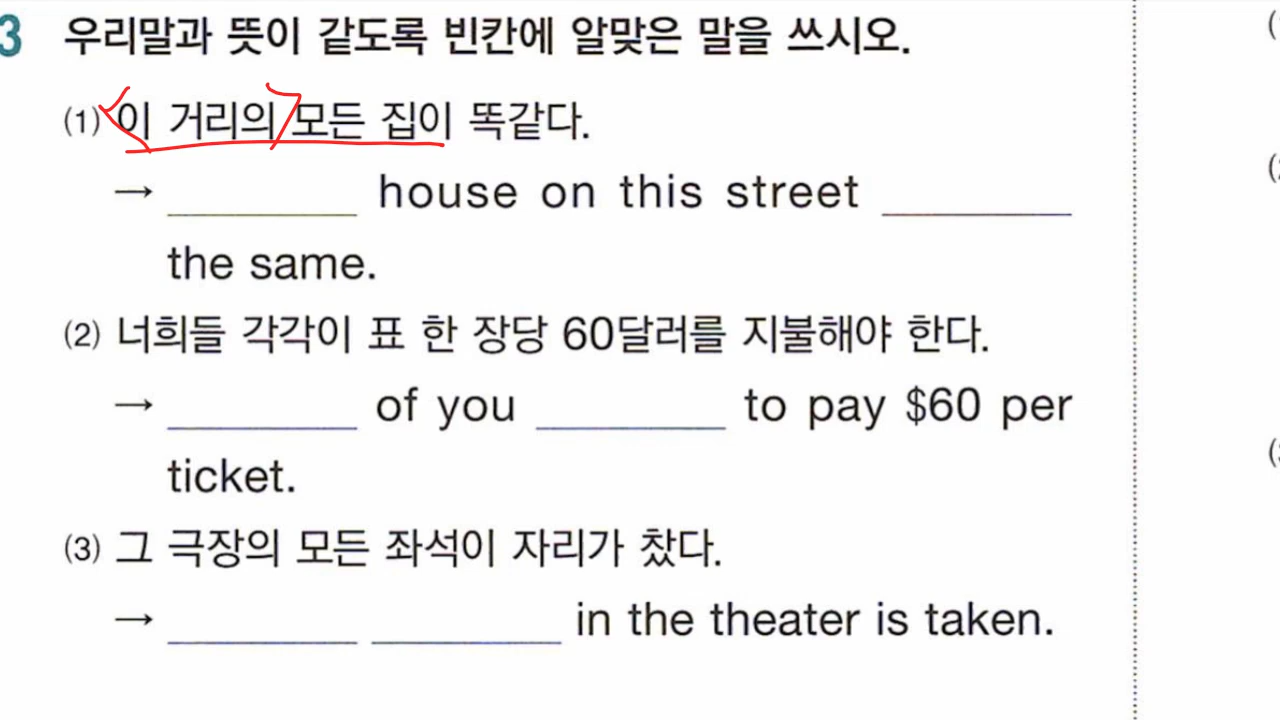 3 우리말과 뜻이 같도록 빈칸에 알맞은 말을 쓰시오.
(1) 이 거리의 모든 집이 똑같다.
→ ________ house on this street ________
the same.
(2) 너희들 각각이 표 한 장당 60달러를 지불해야 한다.
→ ________ of you ________ to pay $60 per
ticket.
(3) 그 극장의 모든 좌석이 자리가 찼다.
→ ________ ________ in the theater is taken.